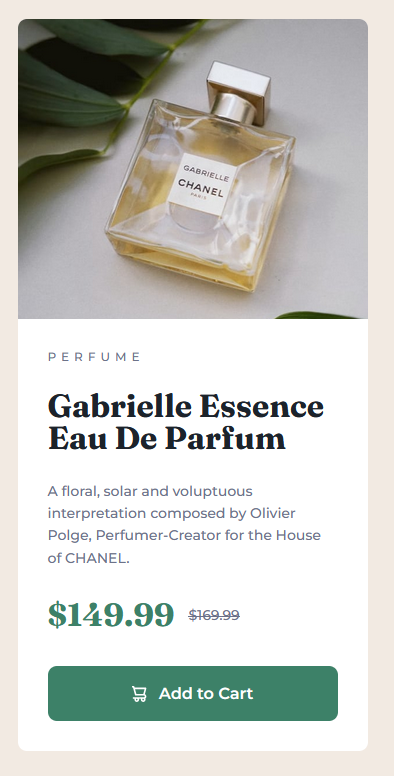 GABRIELLE
CHANEL
PARIS
PERFUME
Gabrielle Essence
Eau De Parfum
A floral, solar and voluptuous
interpretation composed by Olivier
Polge, Perfumer-Creator for the House
of CHANEL.
$149.99 $169.99
Add to Cart